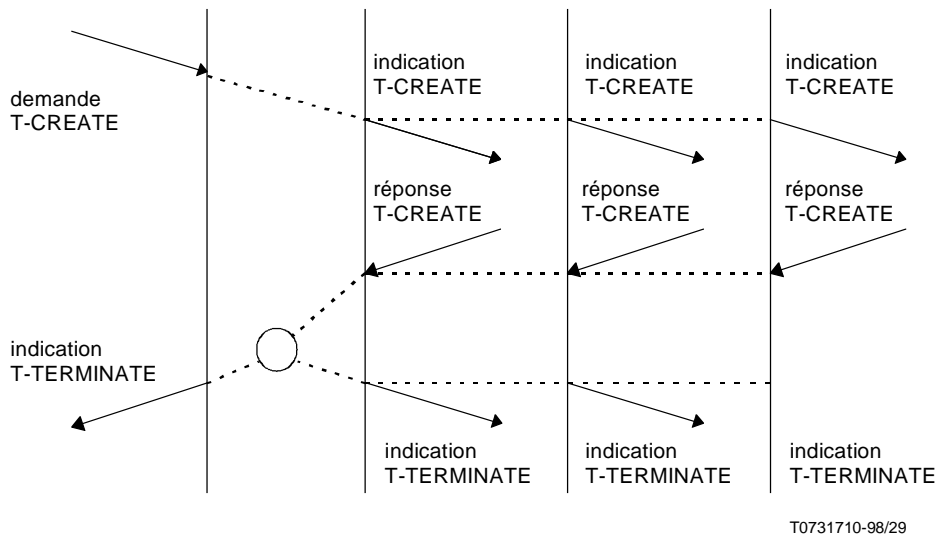 indication
T-CREATE
indication
T-CREATE
indication
T-CREATE
demande
T-CREATE
réponse
T-CREATE
réponse
T-CREATE
réponse
T-CREATE
indication
T-TERMINATE
indication
T-TERMINATE
indication
T-TERMINATE
indication
T-TERMINATE
T0731710-98/29